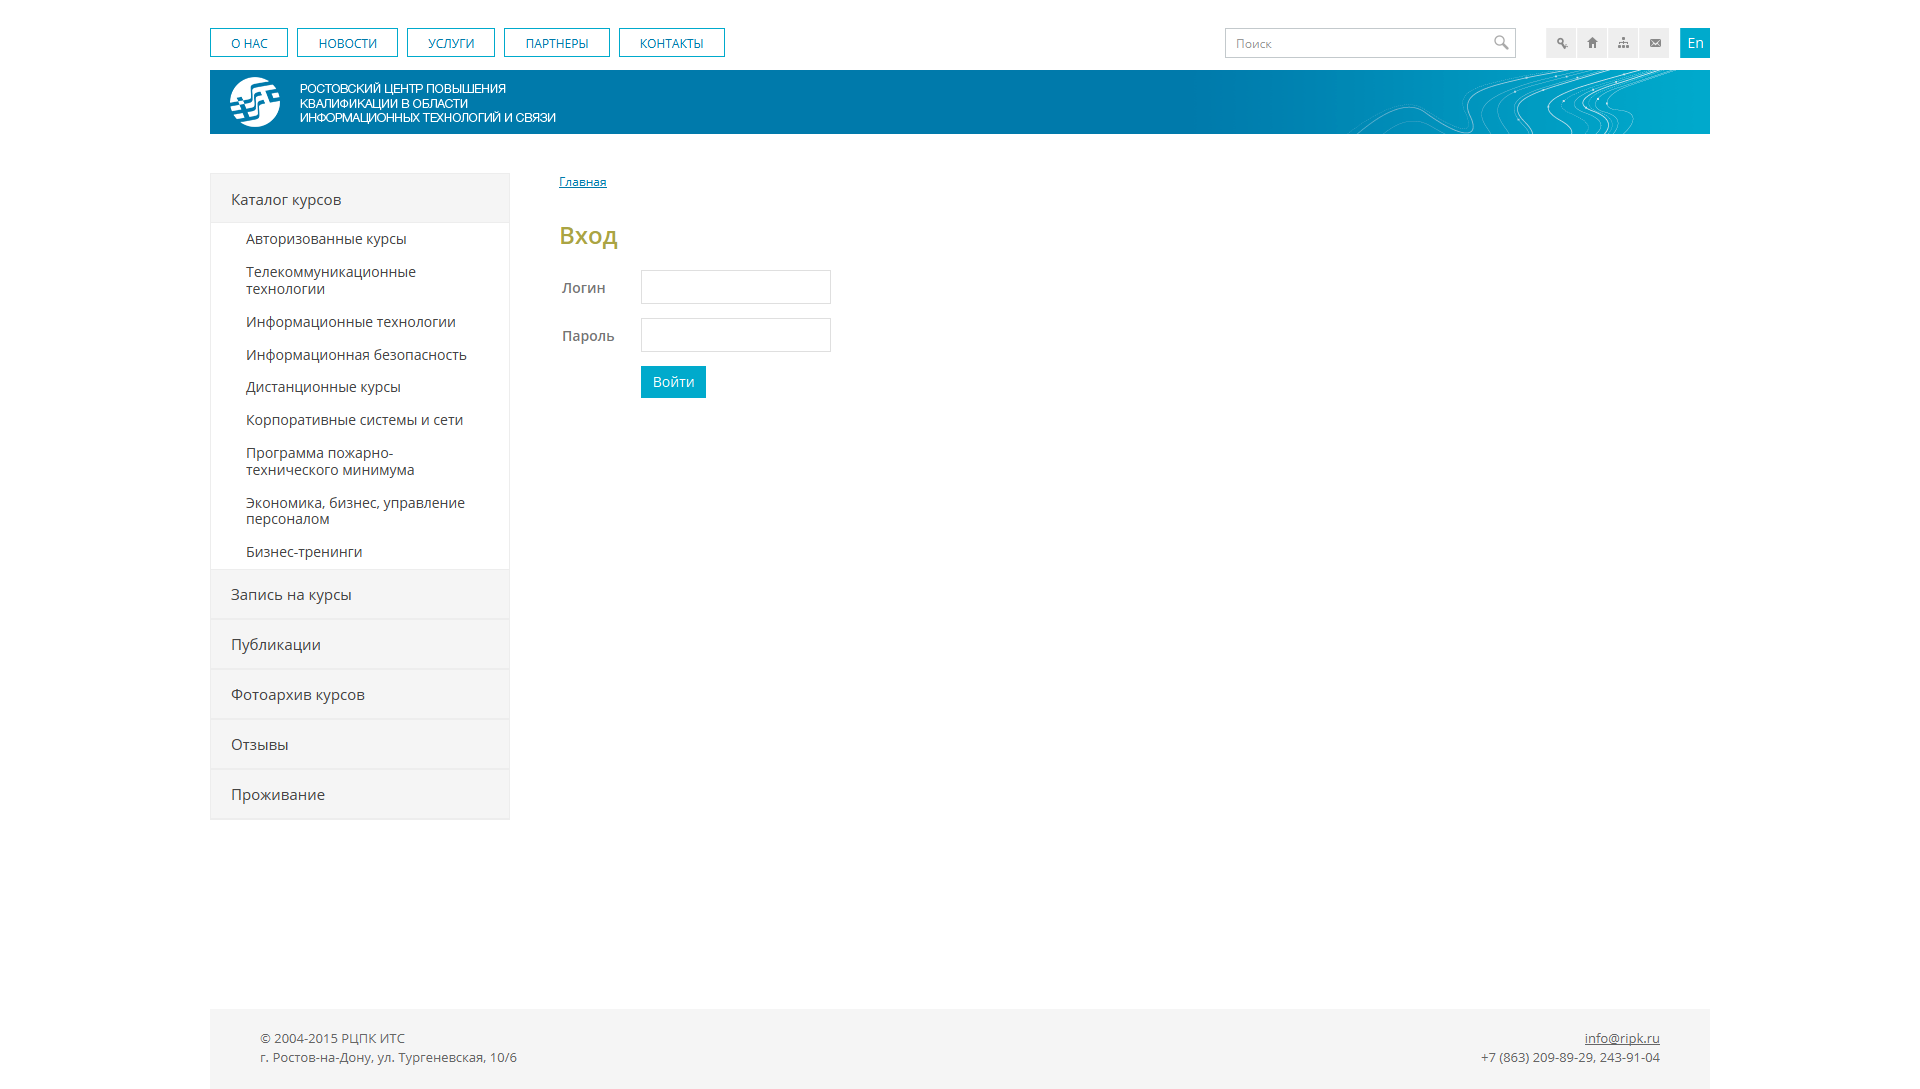 О НАС
НОВОСТИ
УСЛУГИ
ПАРТНЕРЫ
КОНТАКТЫ
Поиск
En
РОСТОВСКИЙ ЦЕНТР ПОВЫШЕНИЯ
КВАЛИФИКАЦИИ В ОБЛАСТИ
ИНФОРМАЦИОННЫХ ТЕХНОЛОГИЙ И СВЯЗИ
Каталог курсов
Авторизованные курсы
Телекоммуникационные
технологии
Информационные технологии
Информационная безопасность
Дистанционные курсы
Корпоративные системы и сети
Программа пожарно-
технического минимума
Экономика, бизнес, управление
персоналом
Бизнес-тренинги
Запись на курсы
Публикации
Фотоархив курсов
Отзывы
Проживание
Главная
Вход
Логин
Пароль
Войти
© 2004-2015 РЦПК ИТС
г. Ростов-на-Дону, ул. Тургеневская, 10/6
info@ripk.ru
+7 (863) 209-89-29, 243-91-04